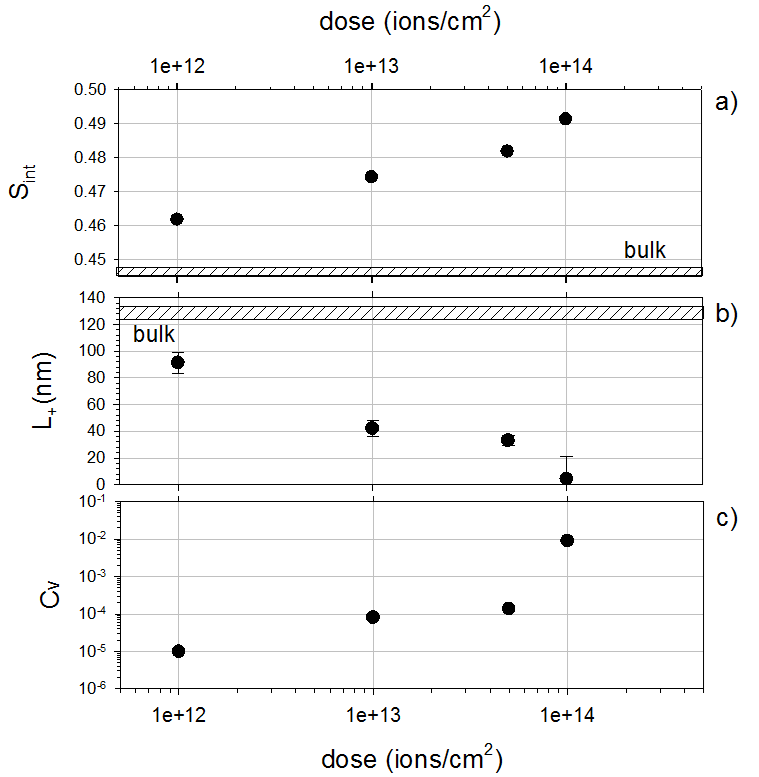 dose (ions/cm²)
1e+12 1e+13 1e+14
a)
S_int
0.50
0.49
0.48
0.47
0.46
0.45
bulk
b)
L₊ (nm)
140
120
100
80
60
40
20
0
bulk
c)
Cv
10⁻¹
10⁻²
10⁻³
10⁻⁴
10⁻⁵
10⁻⁶
1e+12 1e+13 1e+14
dose (ions/cm²)